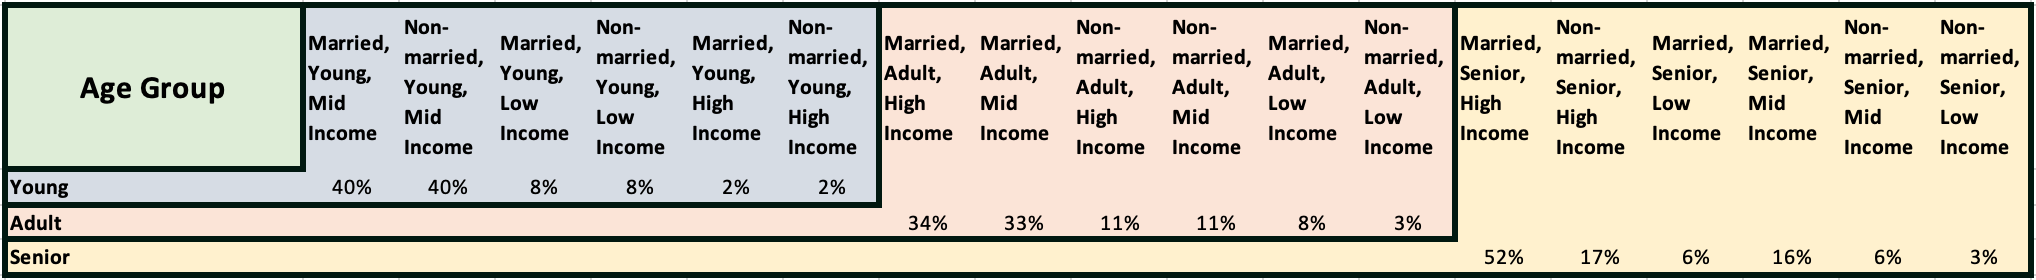 Age Group
Married,
Young,
Mid
Income
Non-
married,
Young,
Mid
Income
Married,
Young,
Low
Income
Non-
married,
Young,
Low
Income
Married,
Young,
High
Income
Non-
married,
Young,
High
Income
Married,
Adult,
High
Income
Married,
Adult,
Mid
Income
Non-
married,
Adult,
High
Income
Non-
married,
Adult,
Mid
Income
Married,
Adult,
Low
Income
Non-
married,
Adult,
Low
Income
Married,
Senior,
High
Income
Non-
married,
Senior,
High
Income
Married,
Senior,
Low
Income
Married,
Senior,
Mid
Income
Non-
married,
Senior,
Mid
Income
Non-
married,
Senior,
Low
Income
Young 40% 40% 8% 8% 2% 2%
Adult 34% 33% 11% 11% 8% 3%
Senior 52% 17% 6% 16% 6% 3%